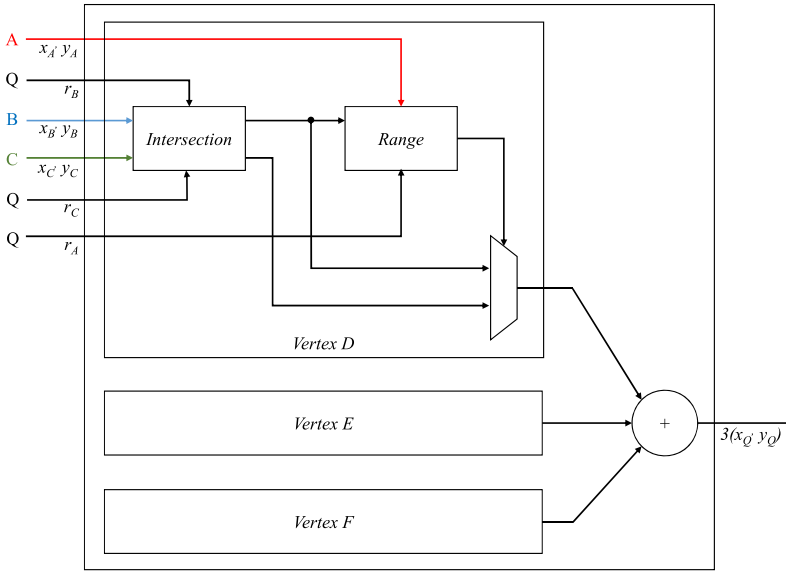 A
x_A, y_A
Q
r_B
B
x_B, y_B
C
x_C, y_C
Q
r_C
Q
r_A
Intersection
Range
Vertex D
Vertex E
Vertex F
+
3(x_Q, y_Q)